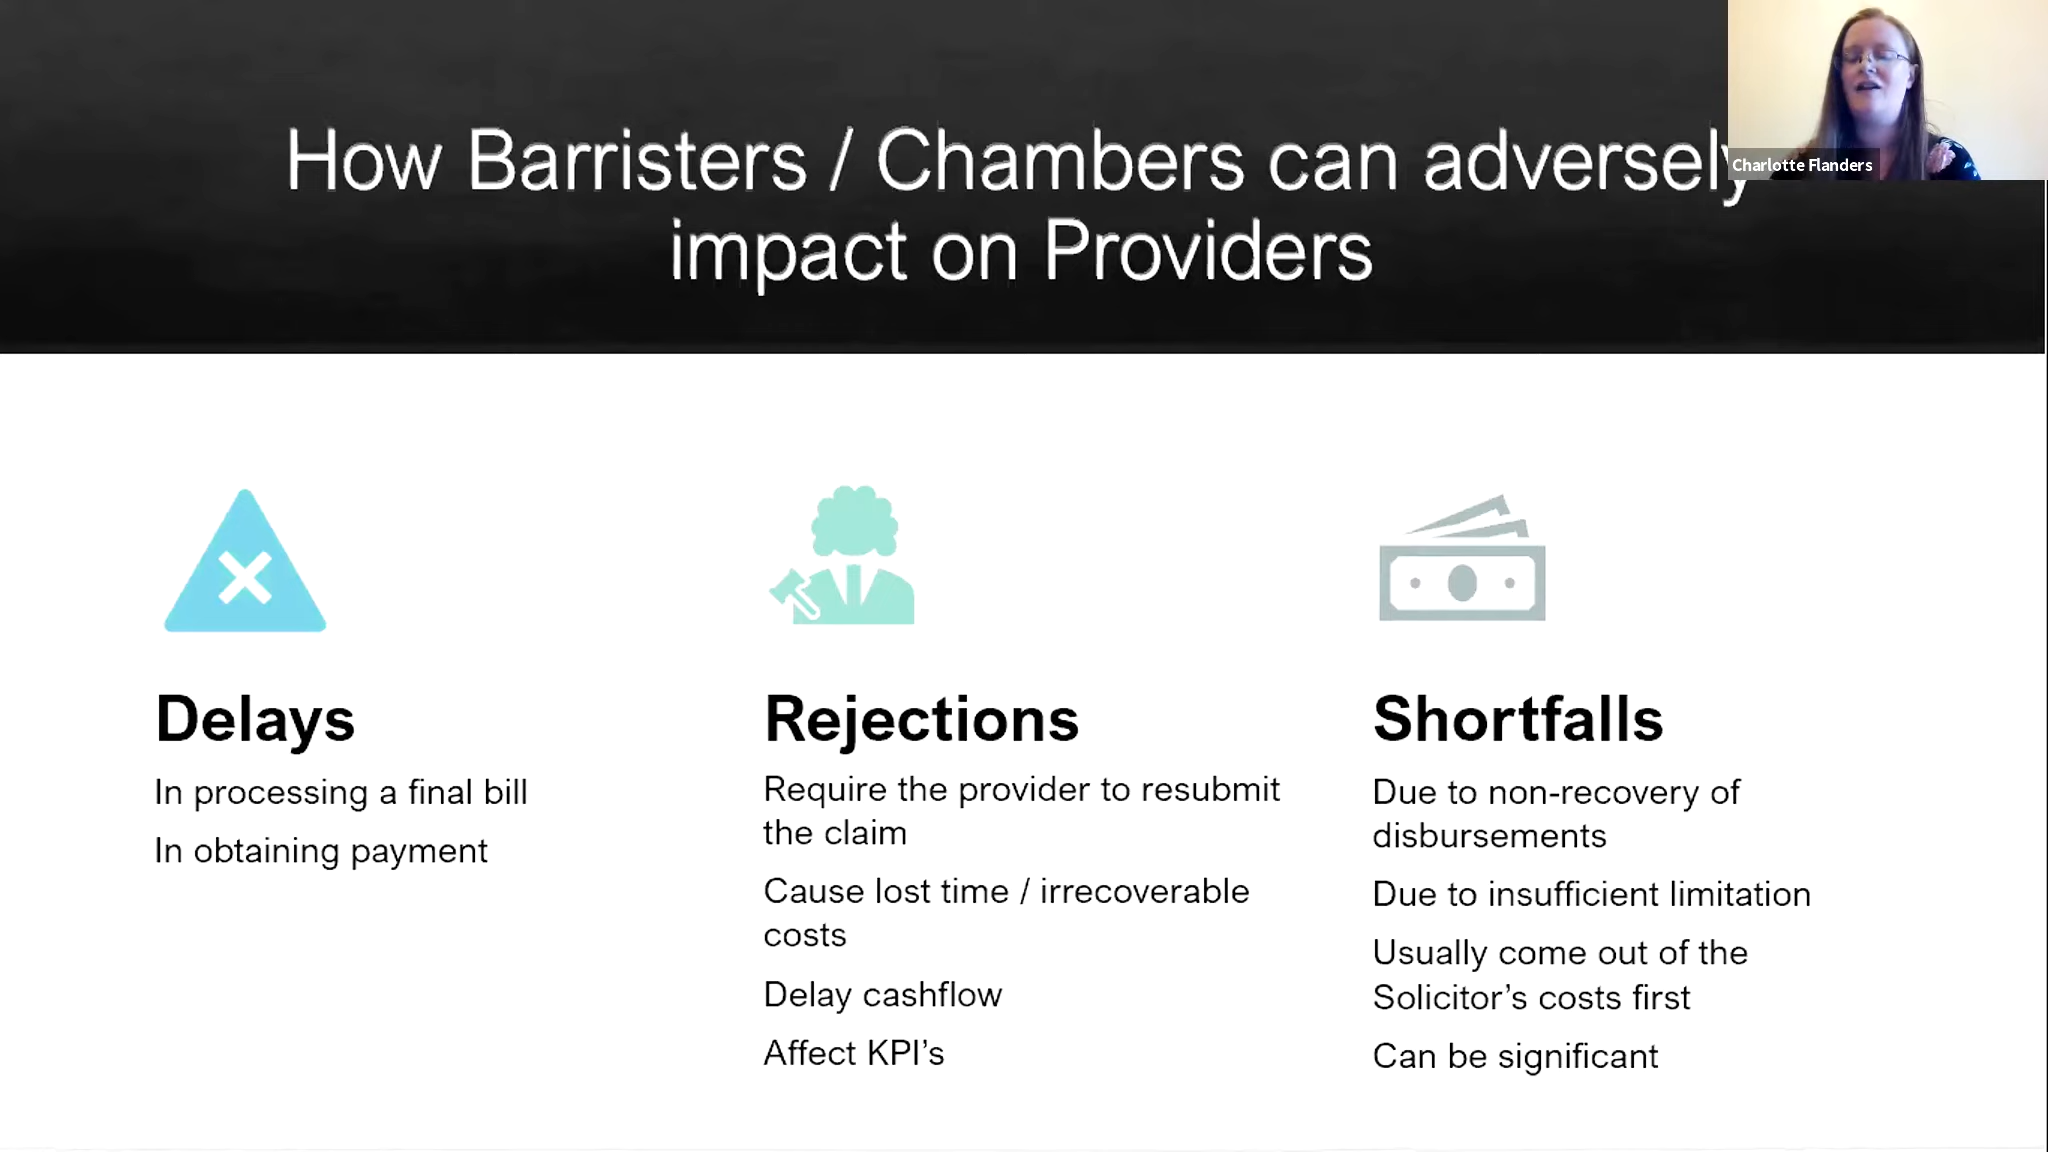 How Barristers / Chambers can adversely
impact on Providers
Charlotte Flanders
Delays
In processing a final bill
In obtaining payment
Rejections
Require the provider to resubmit
the claim
Cause lost time / irrecoverable
costs
Delay cashflow
Affect KPI’s
Shortfalls
Due to non-recovery of
disbursements
Due to insufficient limitation
Usually come out of the
Solicitor’s costs first
Can be significant